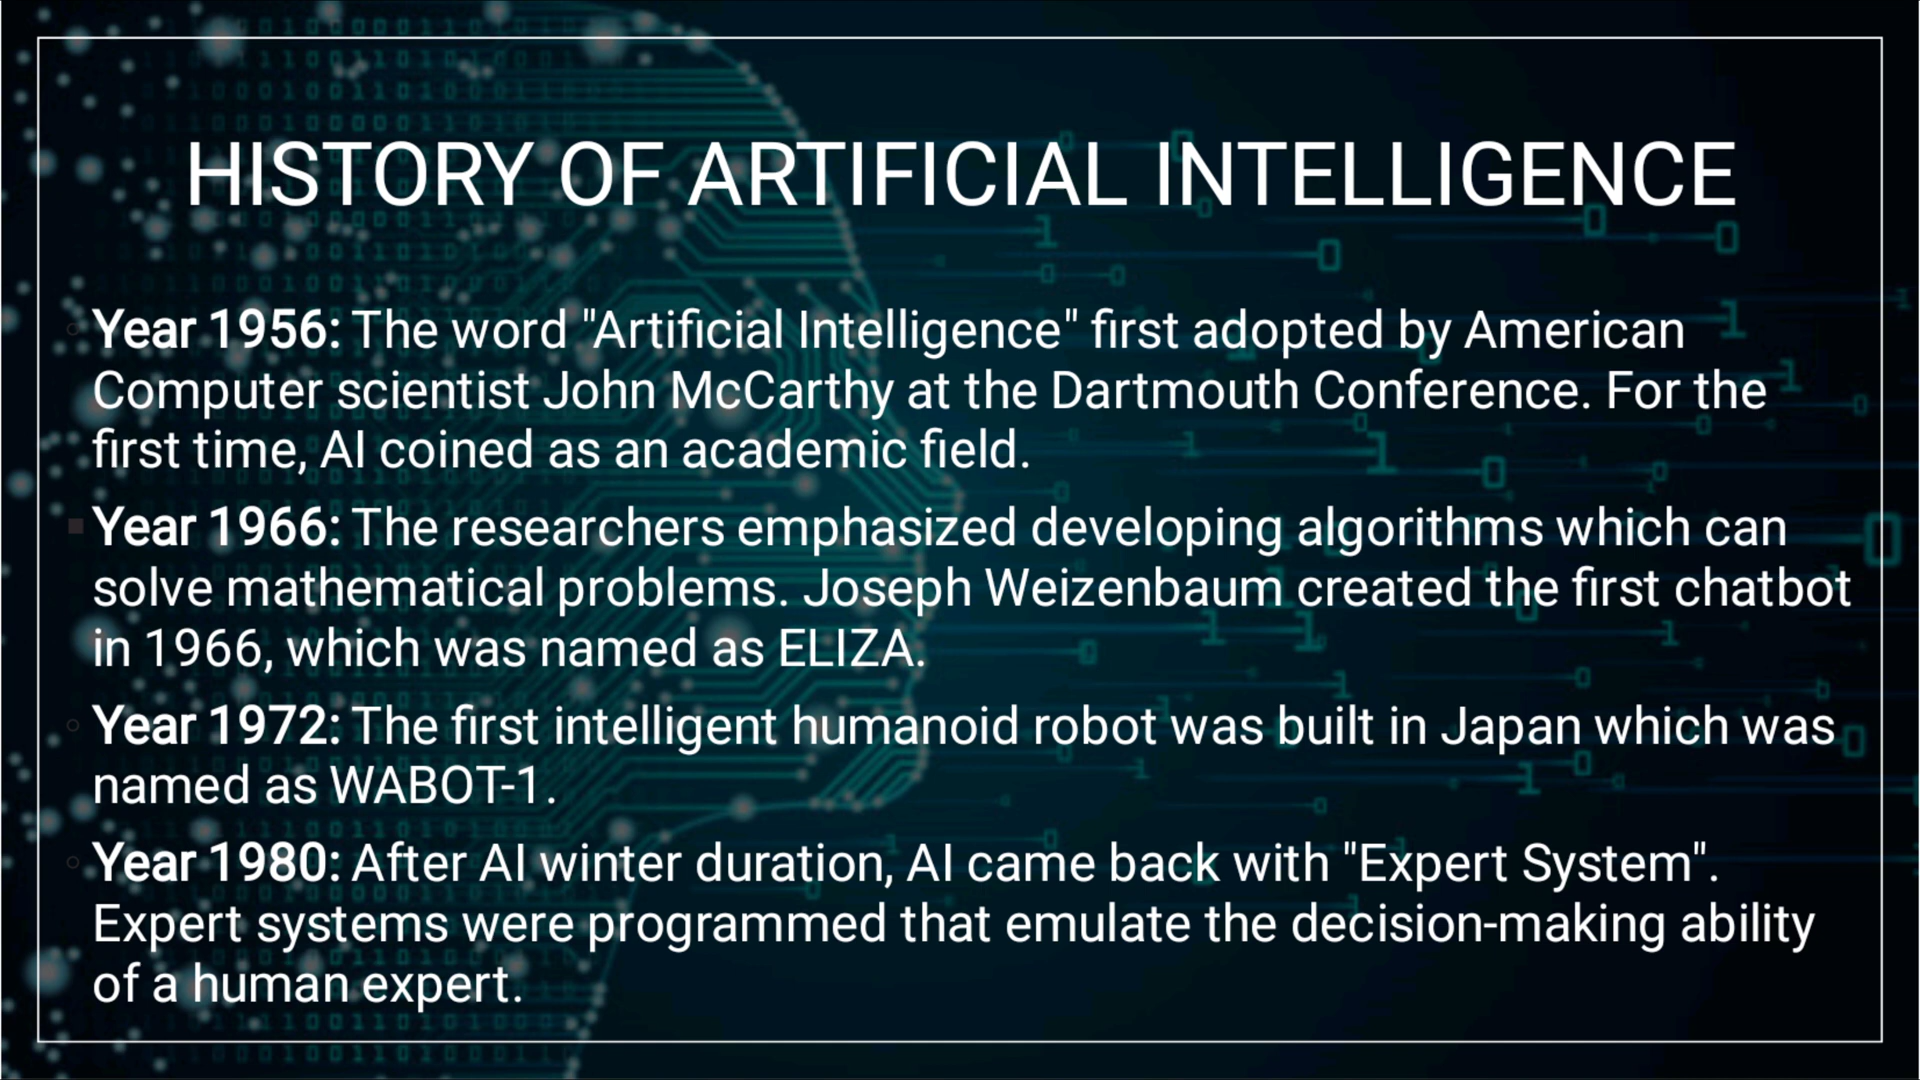 HISTORY OF ARTIFICIAL INTELLIGENCE
Year 1956: The word "Artificial Intelligence" first adopted by American
Computer scientist John McCarthy at the Dartmouth Conference. For the
first time, AI coined as an academic field.
Year 1966: The researchers emphasized developing algorithms which can
solve mathematical problems. Joseph Weizenbaum created the first chatbot
in 1966, which was named as ELIZA.
Year 1972: The first intelligent humanoid robot was built in Japan which was
named as WABOT-1.
Year 1980: After AI winter duration, AI came back with "Expert System".
Expert systems were programmed that emulate the decision-making ability
of a human expert.